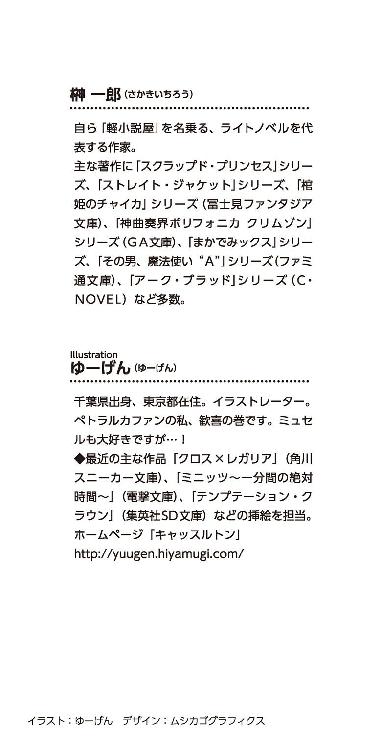 榊 一郎（さかきいちろう）
自ら「軽小説屋」を名乗る、ライトノベルを代
表する作家。
主な著作に「スクラップド・プリンセス」シリー
ズ、「ストレイト・ジャケット」シリーズ、「棺
姫のチャイカ」シリーズ（富士見ファンタジア
文庫）、「神曲奏界ポリフォニカ クリムゾン」
シリーズ（GA文庫）、「まかでみックス」シリー
ズ、「その男、魔法使い“A”」シリーズ（ファミ
通文庫）、「アーク・ブラッド」シリーズ（C・
NOVEL）など多数。
Illustration
ゆーげん（ゆーげん）
千葉県出身、東京都在住。イラストレーター。
ペトラルカファンの私、歓喜の巻です。ミュセ
ルも大好きですが…！
◆最近の主な作品「クロス×レガリア」（角川
スニーカー文庫）、「ミニッツ〜一分間の絶対
時間〜」（電撃文庫）、「テンプテーション・ク
ラウン」（集英社SD文庫）などの挿絵を担当。
ホームページ「キャッスルトン」
http://yuugen.hiyamugi.com/
イラスト：ゆーげん　デザイン：ムシカゴグラフィクス